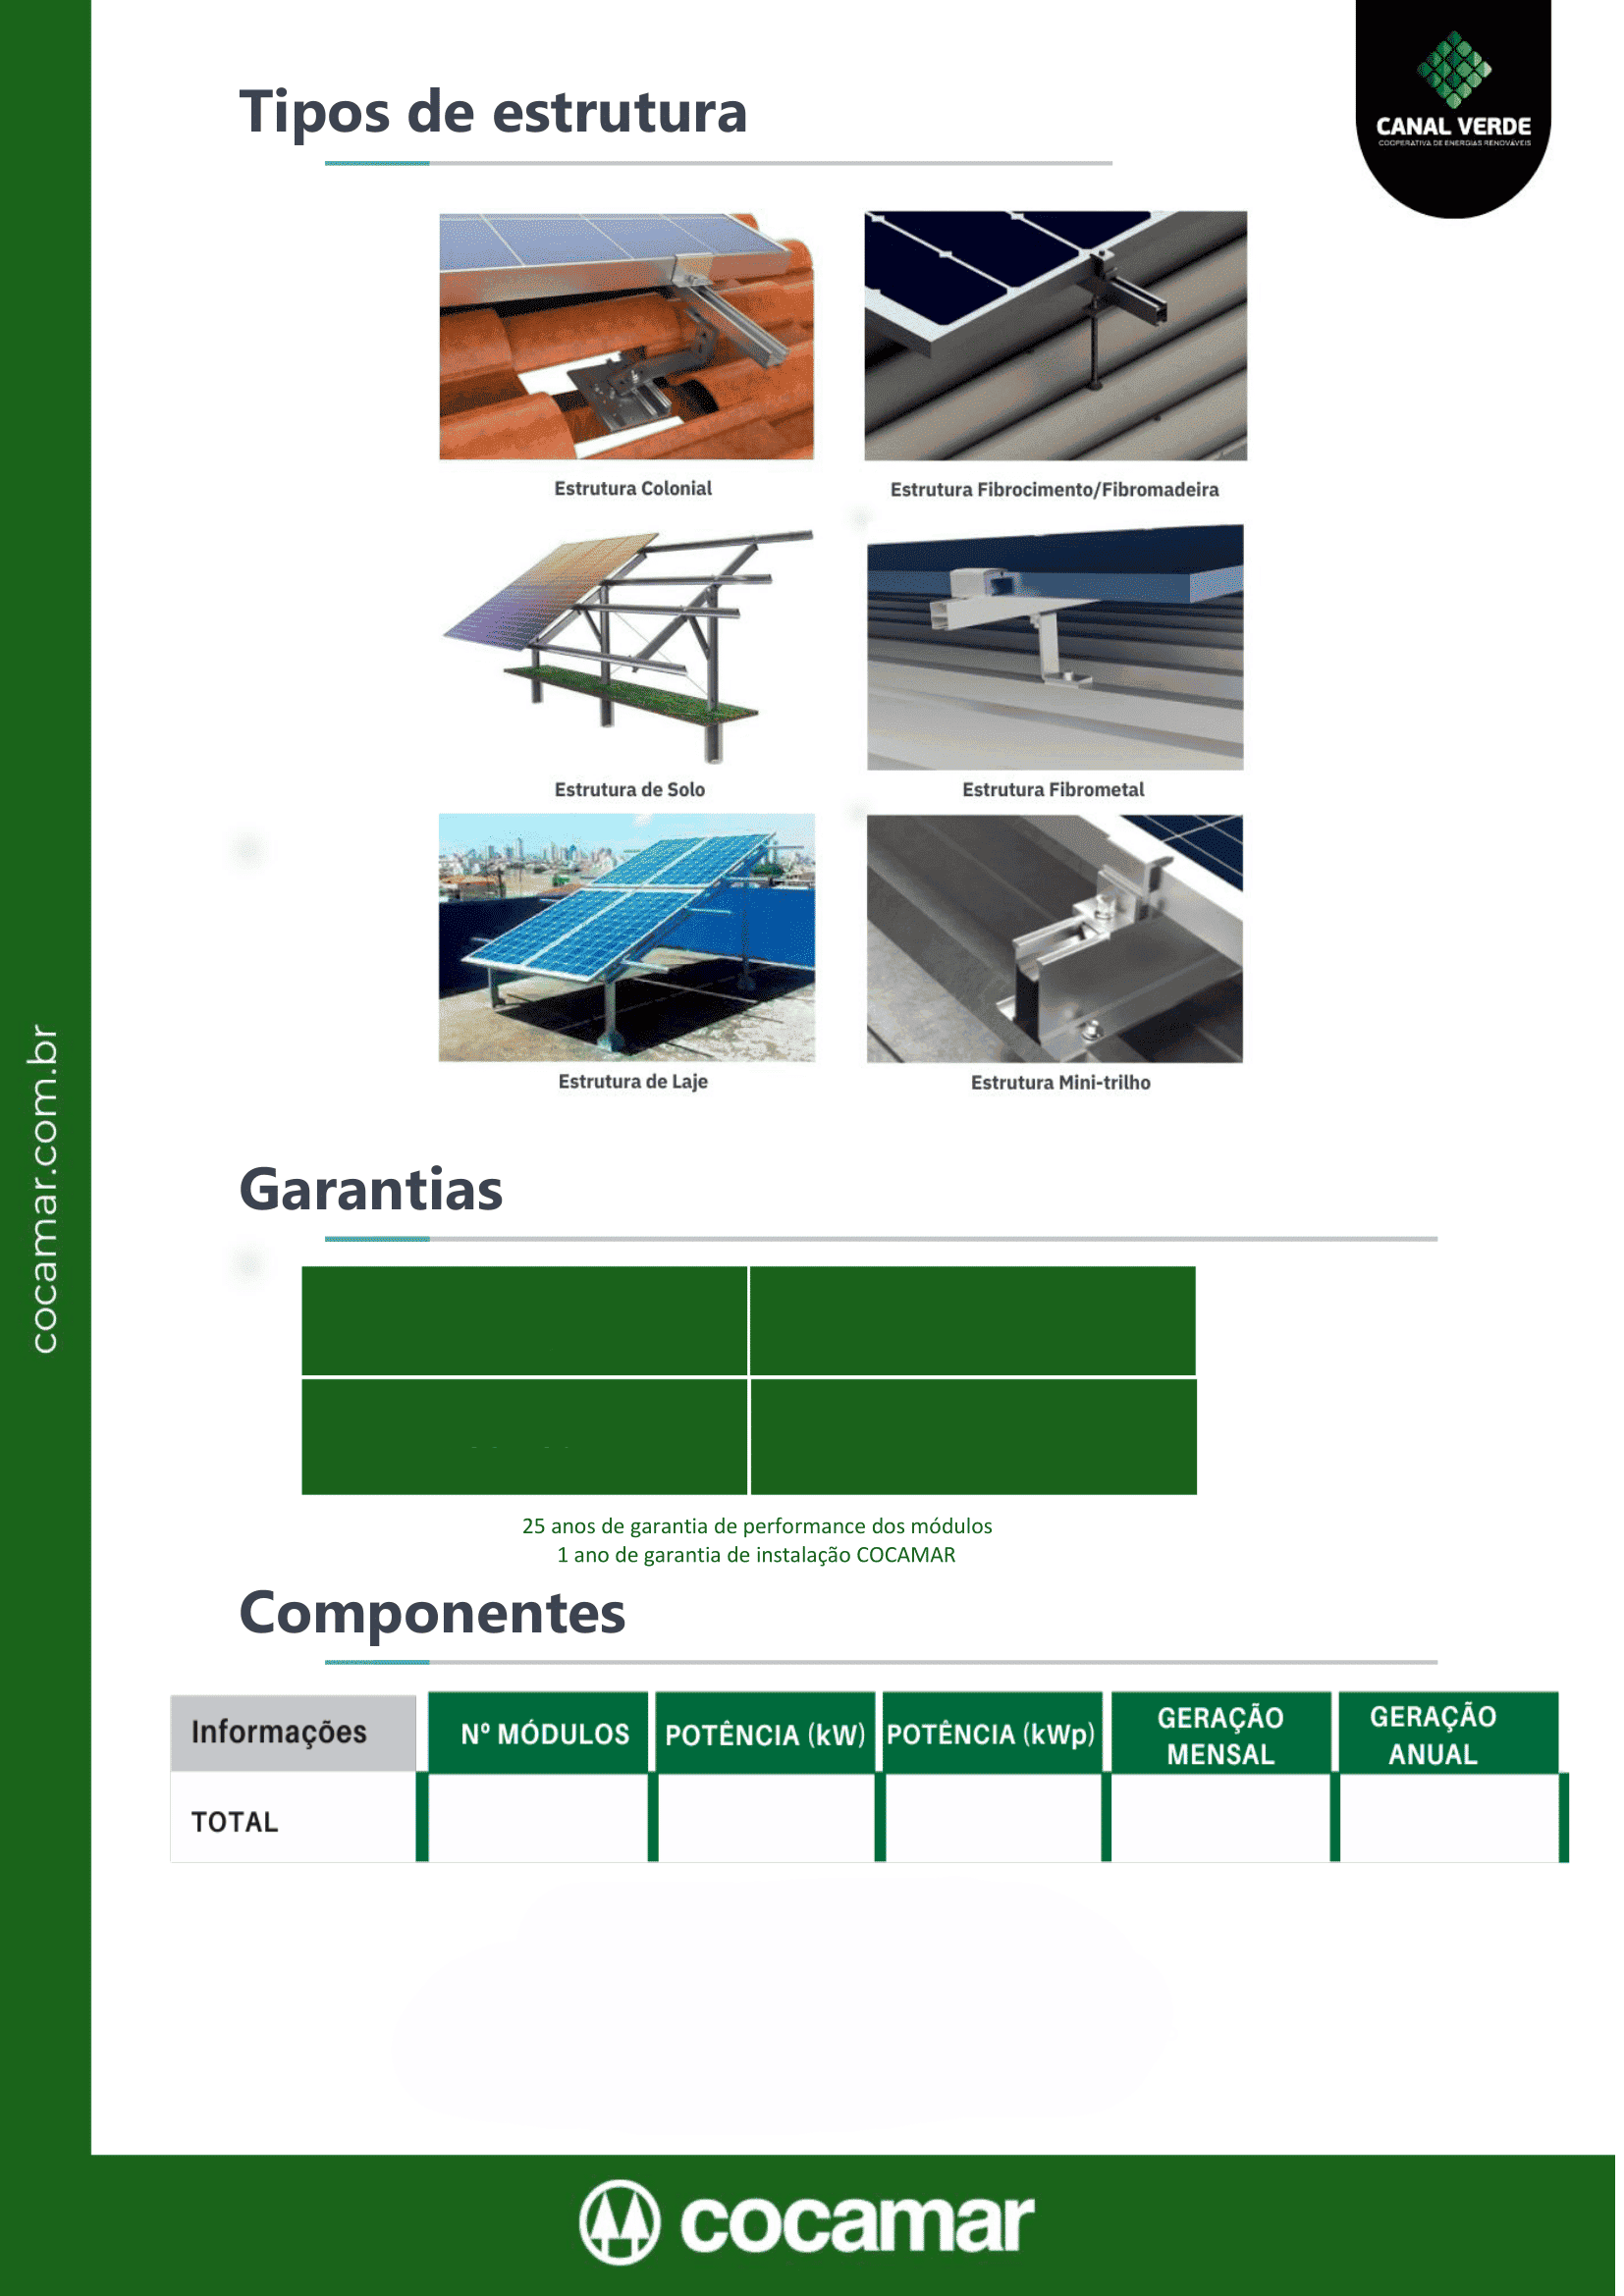 Tipos de estrutura
CANAL VERDE
COOPERATIVA DE ENERGIAS RENOVÁVEIS
Estrutura Colonial
Estrutura Fibrocimento/Fibromadeira
Estrutura de Solo
Estrutura Fibrometal
Estrutura de Laje
Estrutura Mini-trilho
cocamar.com.br
Garantias
25 anos de garantia de performance dos módulos
1 ano de garantia de instalação COCAMAR
Componentes
Informações
Nº MÓDULOS
POTÊNCIA (kW)
POTÊNCIA (kWp)
GERAÇÃO
MENSAL
GERAÇÃO
ANUAL
TOTAL
cocamar